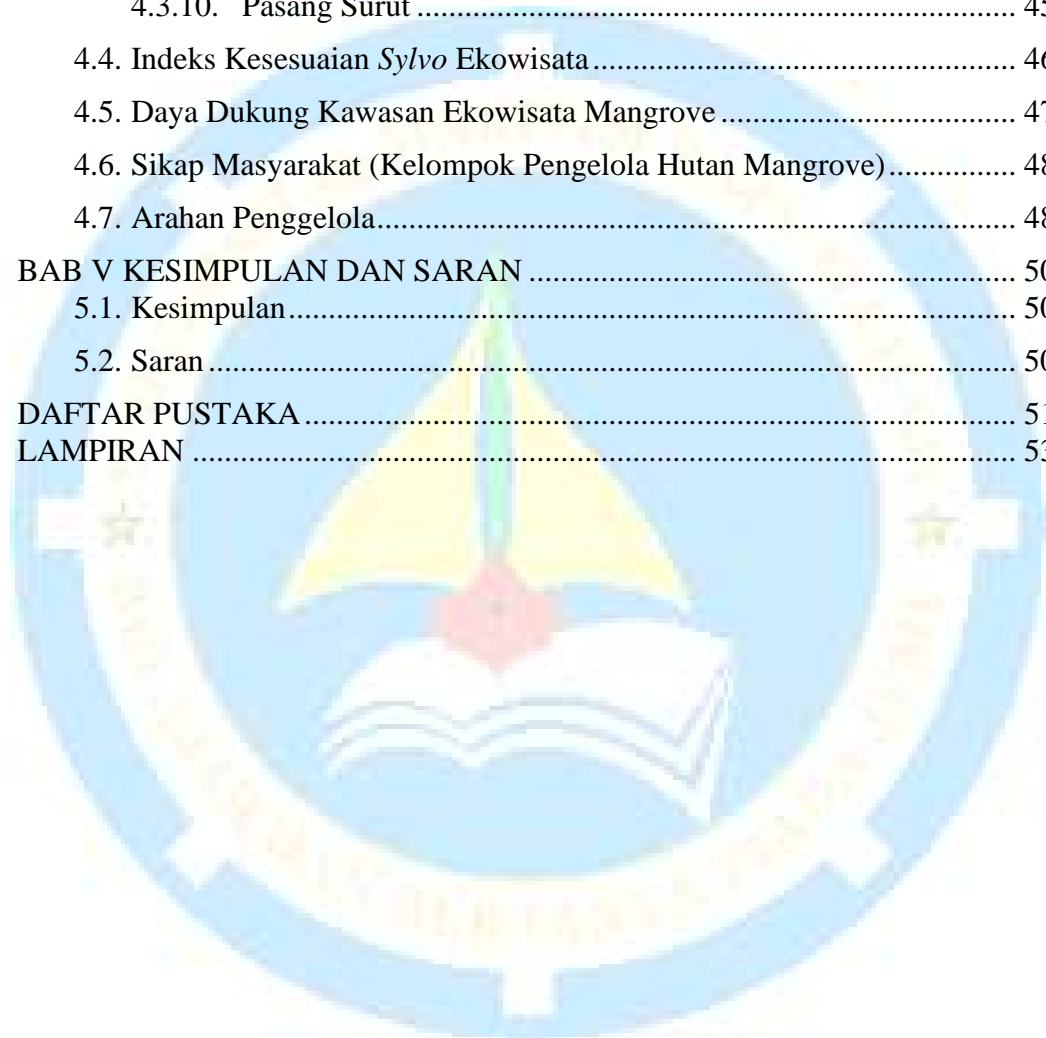 4.3.10. Pasang Surut ........ 45
4.4. Indeks Kesesuaian Sylvo Ekowisata ........ 46
4.5. Daya Dukung Kawasan Ekowisata Mangrove ........ 47
4.6. Sikap Masyarakat (Kelompok Pengelola Hutan Mangrove) ........ 48
4.7. Arahan Penggelola ........ 48
BAB V KESIMPULAN DAN SARAN ........ 50
5.1. Kesimpulan ........ 50
5.2. Saran ........ 50
DAFTAR PUSTAKA ........ 51
LAMPIRAN ........ 53